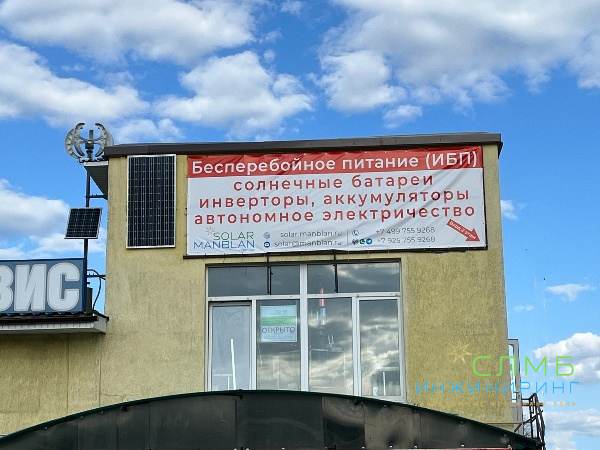 Бесперебойное питание (ИБП)
солнечные батареи
инверторы, аккумуляторы
автономное электричество
SOLAR
MANBLAN
solar.manblan.ru
solar@manblan.ru
+7 499 755 9268
+7 925 755 9268
ВИС
ОТКРЫТО
СЛМБ
ИНЖИНИРИНГ